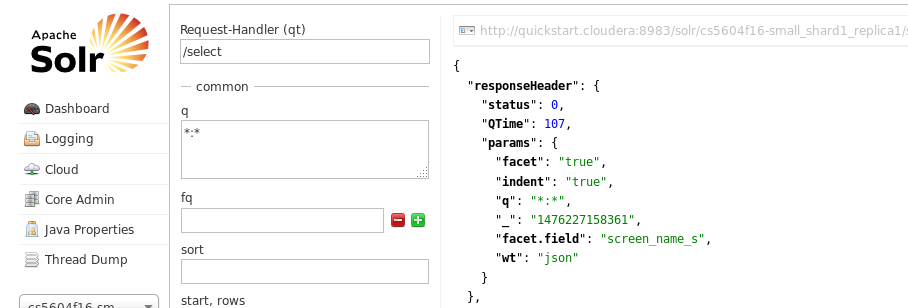 Apache
Solr
Dashboard
Logging
Cloud
Core Admin
Java Properties
Thread Dump
Request-Handler (qt)
/select
common
q
*:*
fq
sort
start, rows
http://quickstart.cloudera:8983/solr/cs5604f16-small_shard1_replica1/
{
"responseHeader": {
"status": 0,
"QTime": 107,
"params": {
"facet": "true",
"indent": "true",
"q": "*:*",
"_": "1476227158361",
"facet.field": "screen_name_s",
"wt": "json"
}
},